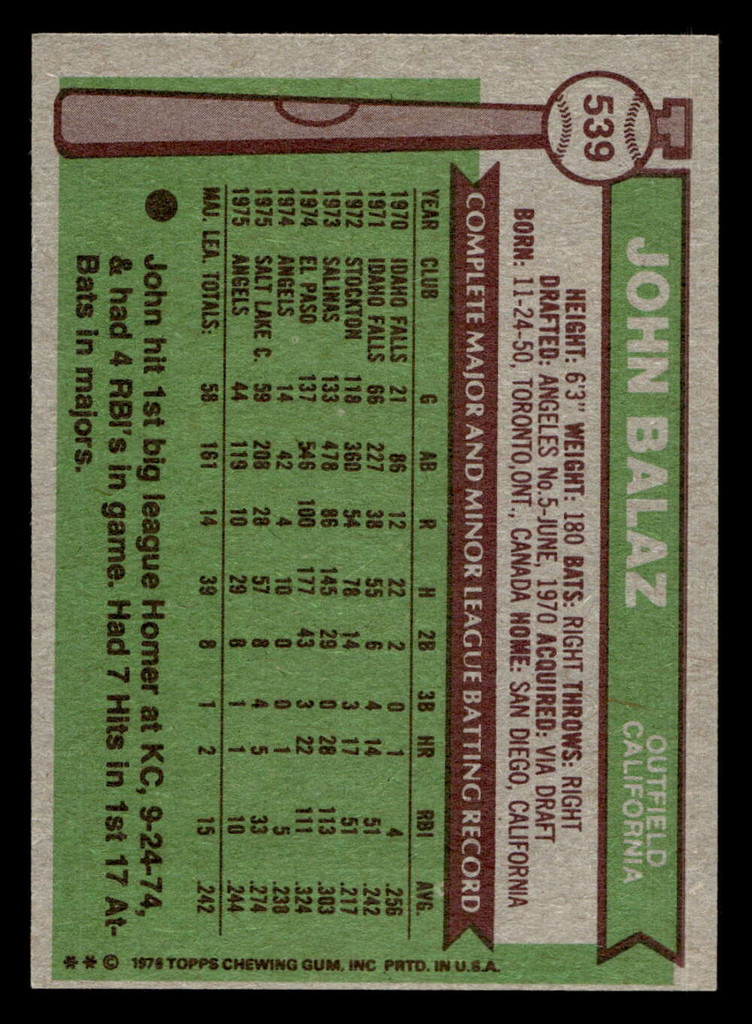 539
JOHN BALAZ
OUTFIELD
CALIFORNIA
HEIGHT: 6'3" WEIGHT: 180 BATS: RIGHT THROWS: RIGHT
DRAFTED: ANGELES No.5-JUNE, 1970 ACQUIRED: VIA DRAFT
BORN: 11-24-50, TORONTO, ONT., CANADA HOME: SAN DIEGO, CALIFORNIA
COMPLETE MAJOR AND MINOR LEAGUE BATTING RECORD
YEAR CLUB G AB R H 2B 3B HR RBI AVG.
1970 IDAHO FALLS 21 86 12 22 2 0 1 4 .256
1971 IDAHO FALLS 66 227 38 55 6 4 14 51 .242
1972 STOCKTON 118 360 54 78 14 3 17 51 .217
1973 SALINAS 133 478 86 145 29 0 28 113 .303
1974 EL PASO 137 546 100 177 43 3 22 111 .324
1974 ANGELS 14 42 4 10 0 0 1 5 .238
1975 SALT LAKE C. 59 208 28 57 8 4 5 33 .274
1975 ANGELS 44 119 10 29 8 1 1 10 .244
MAJ. LEA. TOTALS: 58 161 14 39 8 1 2 15 .242
John hit 1st big league Homer at KC, 9-24-74,
& had 4 RBI's in game. Had 7 Hits in 1st 17 At-
Bats in majors.
** © 1976 TOPPS CHEWING GUM, INC PRTD. IN U.S.A.